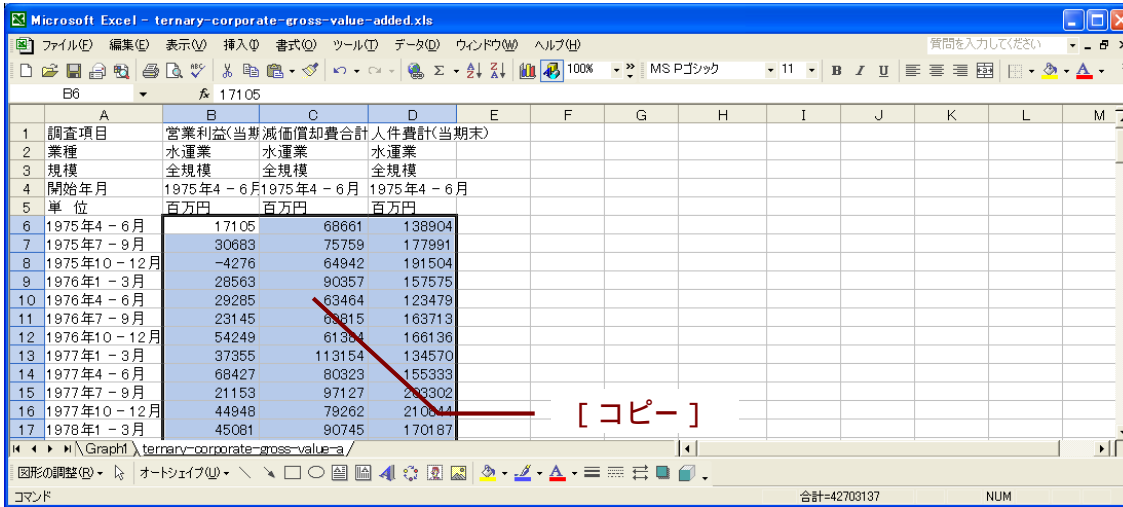 Microsoft Excel - ternary-corporate-gross-value-added.xls
ファイル(F) 編集(E) 表示(V) 挿入(I) 書式(O) ツール(T) データ(D) ウィンドウ(W) ヘルプ(H) 質問を入力してください
100% MS Pゴシック 11 B I U
B6 fx 17105
A B C D E F G H I J K L M
1 調査項目 営業利益(当期 減価償却費合計 人件費計(当期末)
2 業種 水運業 水運業 水運業
3 規模 全規模 全規模 全規模
4 開始年月 1975年4－6月 1975年4－6月 1975年4－6月
5 単 位 百万円 百万円 百万円
6 1975年4－6月 17105 68661 138904
7 1975年7－9月 30683 75759 177991
8 1975年10－12月 -4276 64942 191504
9 1976年1－3月 28563 90357 157575
10 1976年4－6月 29285 63464 123479
11 1976年7－9月 23145 69815 163713
12 1976年10－12月 54249 166136
13 1977年1－3月 37355 113154 134570
14 1977年4－6月 68427 80323 155333
15 1977年7－9月 21153 97127 203302
16 1977年10－12月 44948 79262
17 1978年1－3月 45081 90745 170187
[ コピー ]
Graph1 ternary-corporate-gross-value-a
図形の調整(R) オートシェイプ(U)
コマンド 合計=42703137 NUM